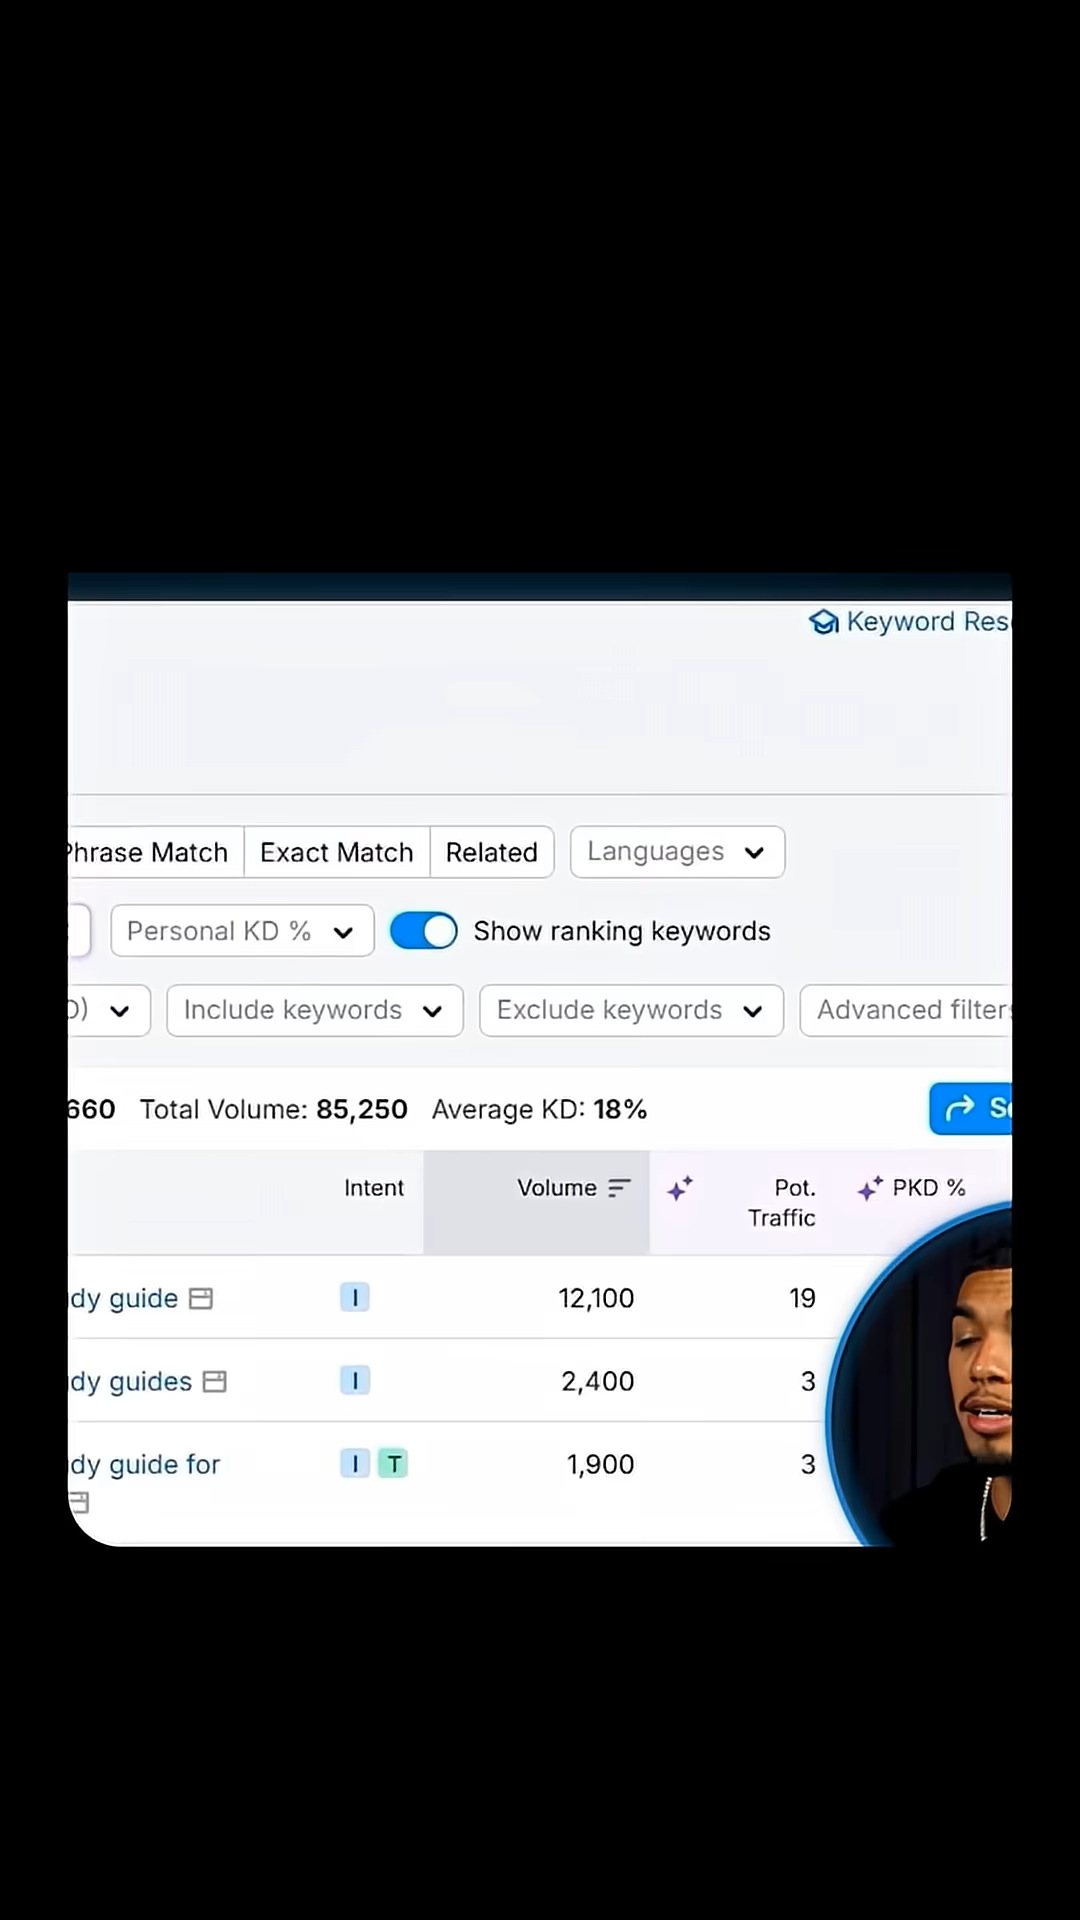 Keyword Res
Phrase Match Exact Match Related Languages
Personal KD % Show ranking keywords
D) Include keywords Exclude keywords Advanced filters
660 Total Volume: 85,250 Average KD: 18%
Intent Volume Pot. Traffic PKD %
dy guide I 12,100 19
dy guides I 2,400 3
dy guide for I T 1,900 3